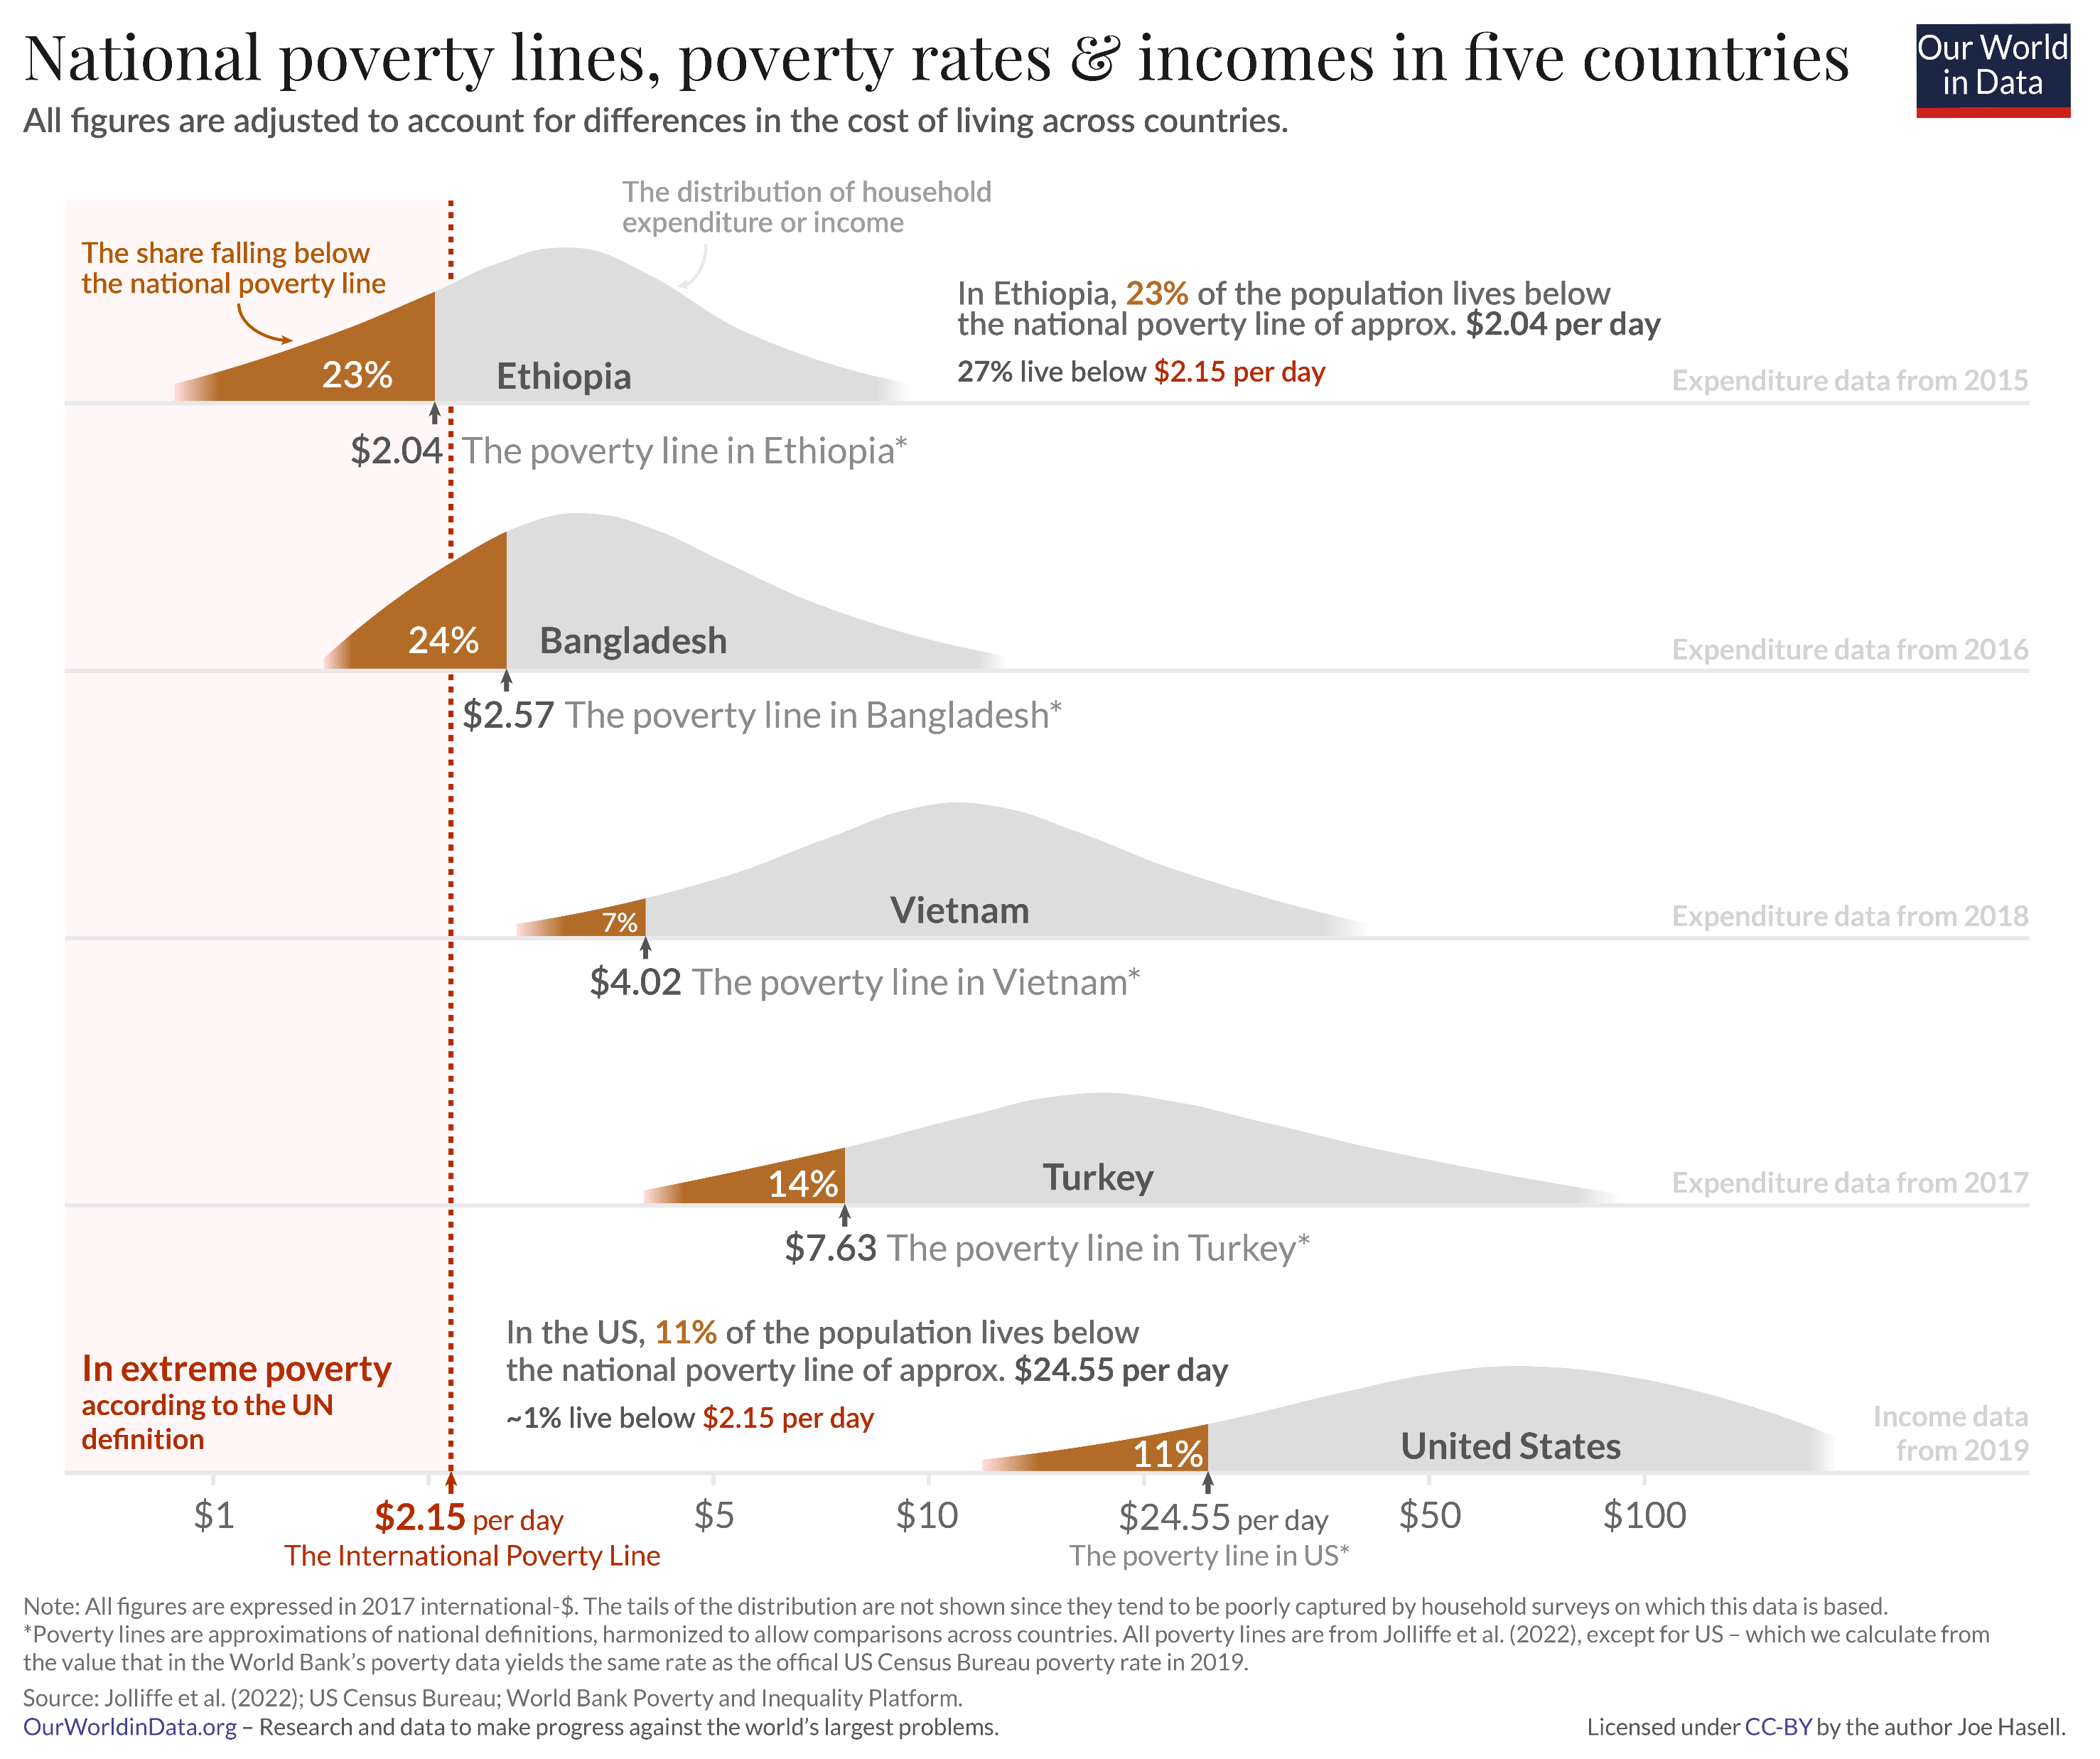 National poverty lines, poverty rates & incomes in five countries
Our World
in Data
All figures are adjusted to account for differences in the cost of living across countries.
The distribution of household
expenditure or income
The share falling below
the national poverty line
In Ethiopia, 23% of the population lives below
the national poverty line of approx. $2.04 per day
27% live below $2.15 per day
23%
Ethiopia
Expenditure data from 2015
$2.04 The poverty line in Ethiopia*
24%
Bangladesh
Expenditure data from 2016
$2.57 The poverty line in Bangladesh*
7%
Vietnam
Expenditure data from 2018
$4.02 The poverty line in Vietnam*
14%
Turkey
Expenditure data from 2017
$7.63 The poverty line in Turkey*
In the US, 11% of the population lives below
the national poverty line of approx. $24.55 per day
~1% live below $2.15 per day
In extreme poverty
according to the UN
definition
11%
United States
Income data
from 2019
$1
$2.15 per day
The International Poverty Line
$5
$10
$24.55 per day
The poverty line in US*
$50
$100
Note: All figures are expressed in 2017 international-$. The tails of the distribution are not shown since they tend to be poorly captured by household surveys on which this data is based.
*Poverty lines are approximations of national definitions, harmonized to allow comparisons across countries. All poverty lines are from Jolliffe et al. (2022), except for US – which we calculate from
the value that in the World Bank's poverty data yields the same rate as the offical US Census Bureau poverty rate in 2019.
Source: Jolliffe et al. (2022); US Census Bureau; World Bank Poverty and Inequality Platform.
OurWorldinData.org – Research and data to make progress against the world's largest problems.
Licensed under CC-BY by the author Joe Hasell.